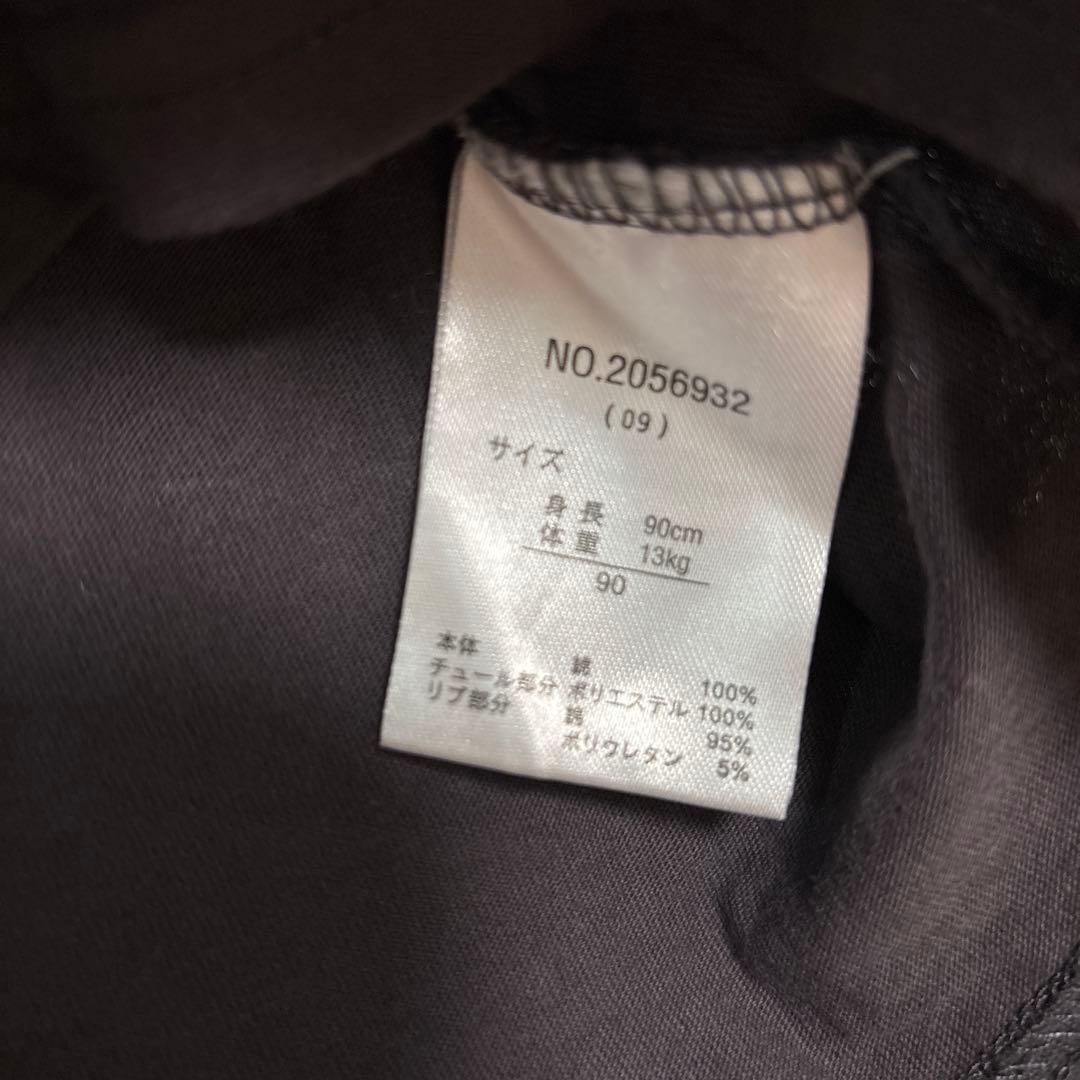 NO.2056932
(09)
サイズ
身長 90cm
体重 13kg
90
本体 綿 100%
チュール部分 ポリエステル 100%
リブ部分 綿 95%
ポリウレタン 5%